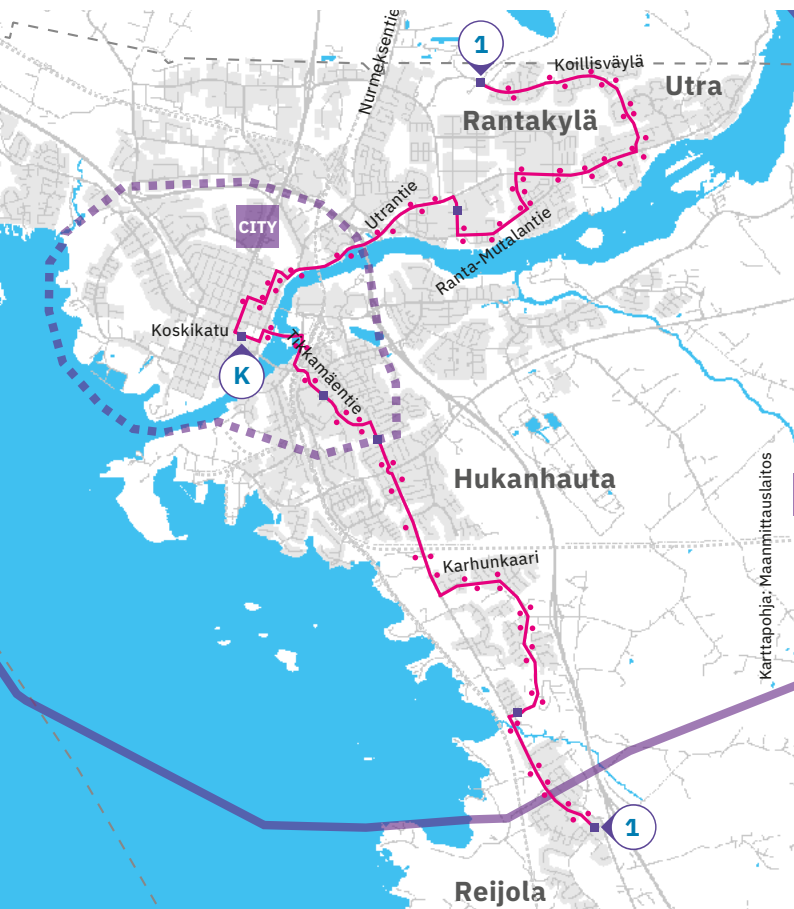 Nurmeksentie
1
Koillisväylä
Utra
Rantakylä
Utrantie
CITY
Ranta-Mutalantie
Koskikatu
Tikkamäentie
K
Hukanhauta
Karttapohja: Maanmittauslaitos
Karhunkaari
1
Reijola